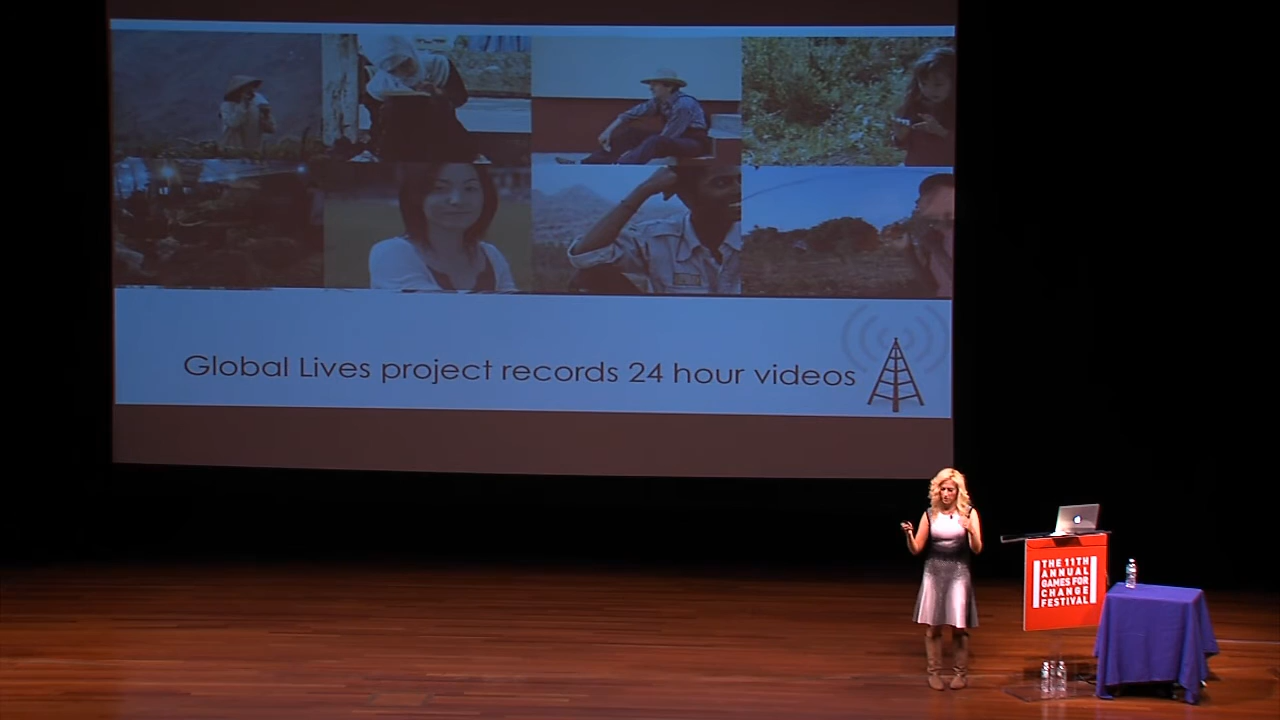 Global Lives project records 24 hour videos
THE 11TH
ANNUAL
GAMES FOR
CHANGE
FESTIVAL